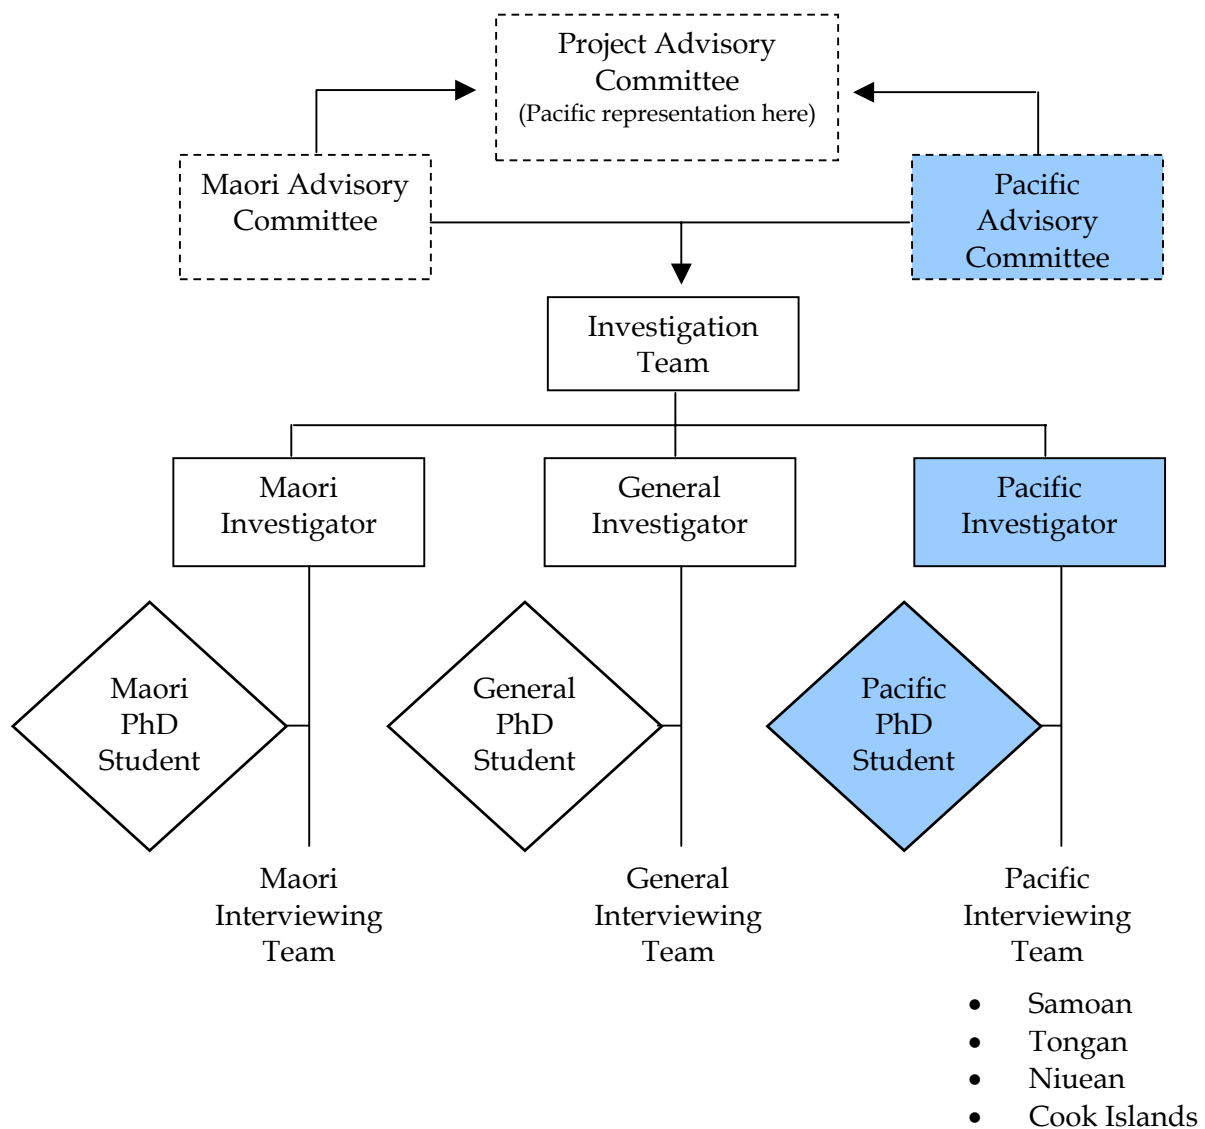 Project Advisory
Committee
(Pacific representation here)
Maori Advisory
Committee
Pacific
Advisory
Committee
Investigation
Team
Maori
Investigator
General
Investigator
Pacific
Investigator
Maori
PhD
Student
General
PhD
Student
Pacific
PhD
Student
Maori
Interviewing
Team
General
Interviewing
Team
Pacific
Interviewing
Team
• Samoan
• Tongan
• Niuean
• Cook Islands